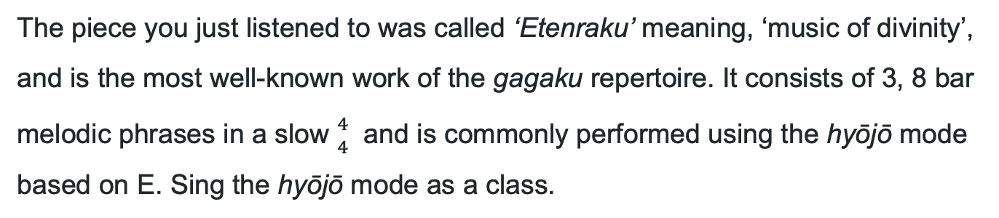 The piece you just listened to was called ‘Etenraku’ meaning, ‘music of divinity’,
and is the most well-known work of the gagaku repertoire. It consists of 3, 8 bar
melodic phrases in a slow 4/4 and is commonly performed using the hyōjō mode
based on E. Sing the hyōjō mode as a class.